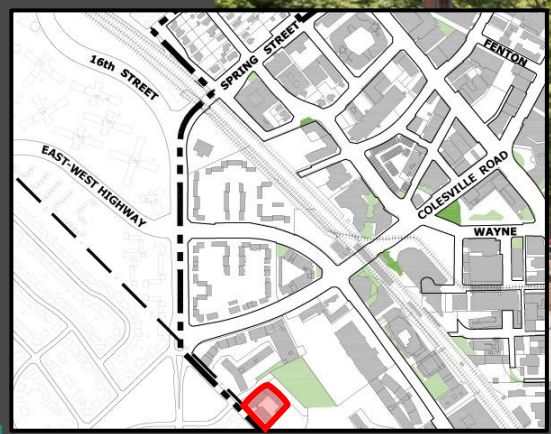 16th STREET
SPRING STREET
FENTON
EAST-WEST HIGHWAY
COLESVILLE ROAD
WAYNE